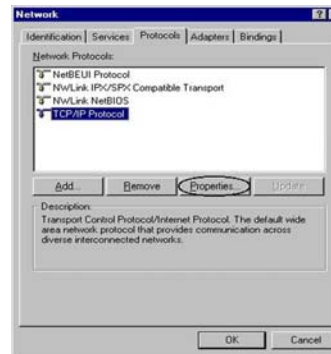 Network
Identification Services Protocols Adapters Bindings
Network Protocols:
NetBEUI Protocol
NWLink IPX/SPX Compatible Transport
NWLink NetBIOS
TCP/IP Protocol
Add... Remove Properties... Update
Description:
Transport Control Protocol/Internet Protocol. The default wide
area network protocol that provides communication across
diverse interconnected networks.
OK Cancel